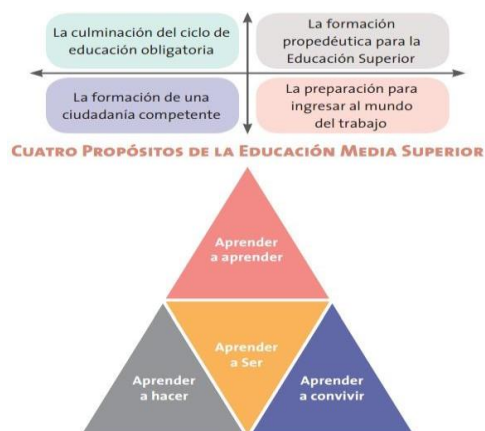 La culminación del ciclo de
educación obligatoria
La formación
propedéutica para la
Educación Superior
La formación de una
ciudadanía competente
La preparación para
ingresar al mundo
del trabajo
CUATRO PROPÓSITOS DE LA EDUCACIÓN MEDIA SUPERIOR
Aprender
a aprender
Aprender
a Ser
Aprender
a hacer
Aprender
a convivir